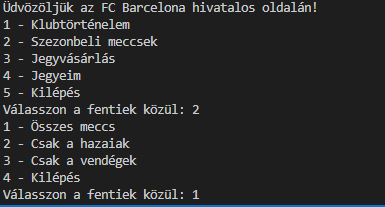 Üdvözöljük az FC Barcelona hivatalos oldalán!
1 - Klubtörténelem
2 - Szezonbeli meccsek
3 - Jegyvásárlás
4 - Jegyeim
5 - Kilépés
Válasszon a fentiek közül: 2
1 - Összes meccs
2 - Csak a hazaiak
3 - Csak a vendégek
4 - Kilépés
Válasszon a fentiek közül: 1